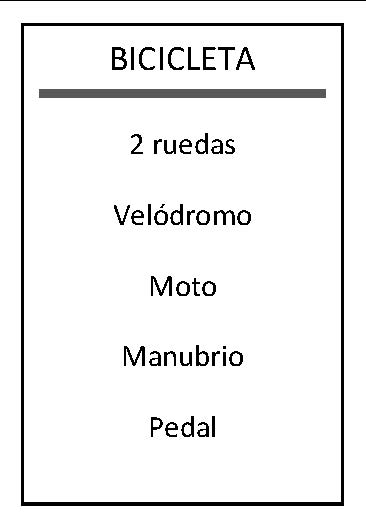 BICICLETA
2 ruedas
Velódromo
Moto
Manubrio
Pedal